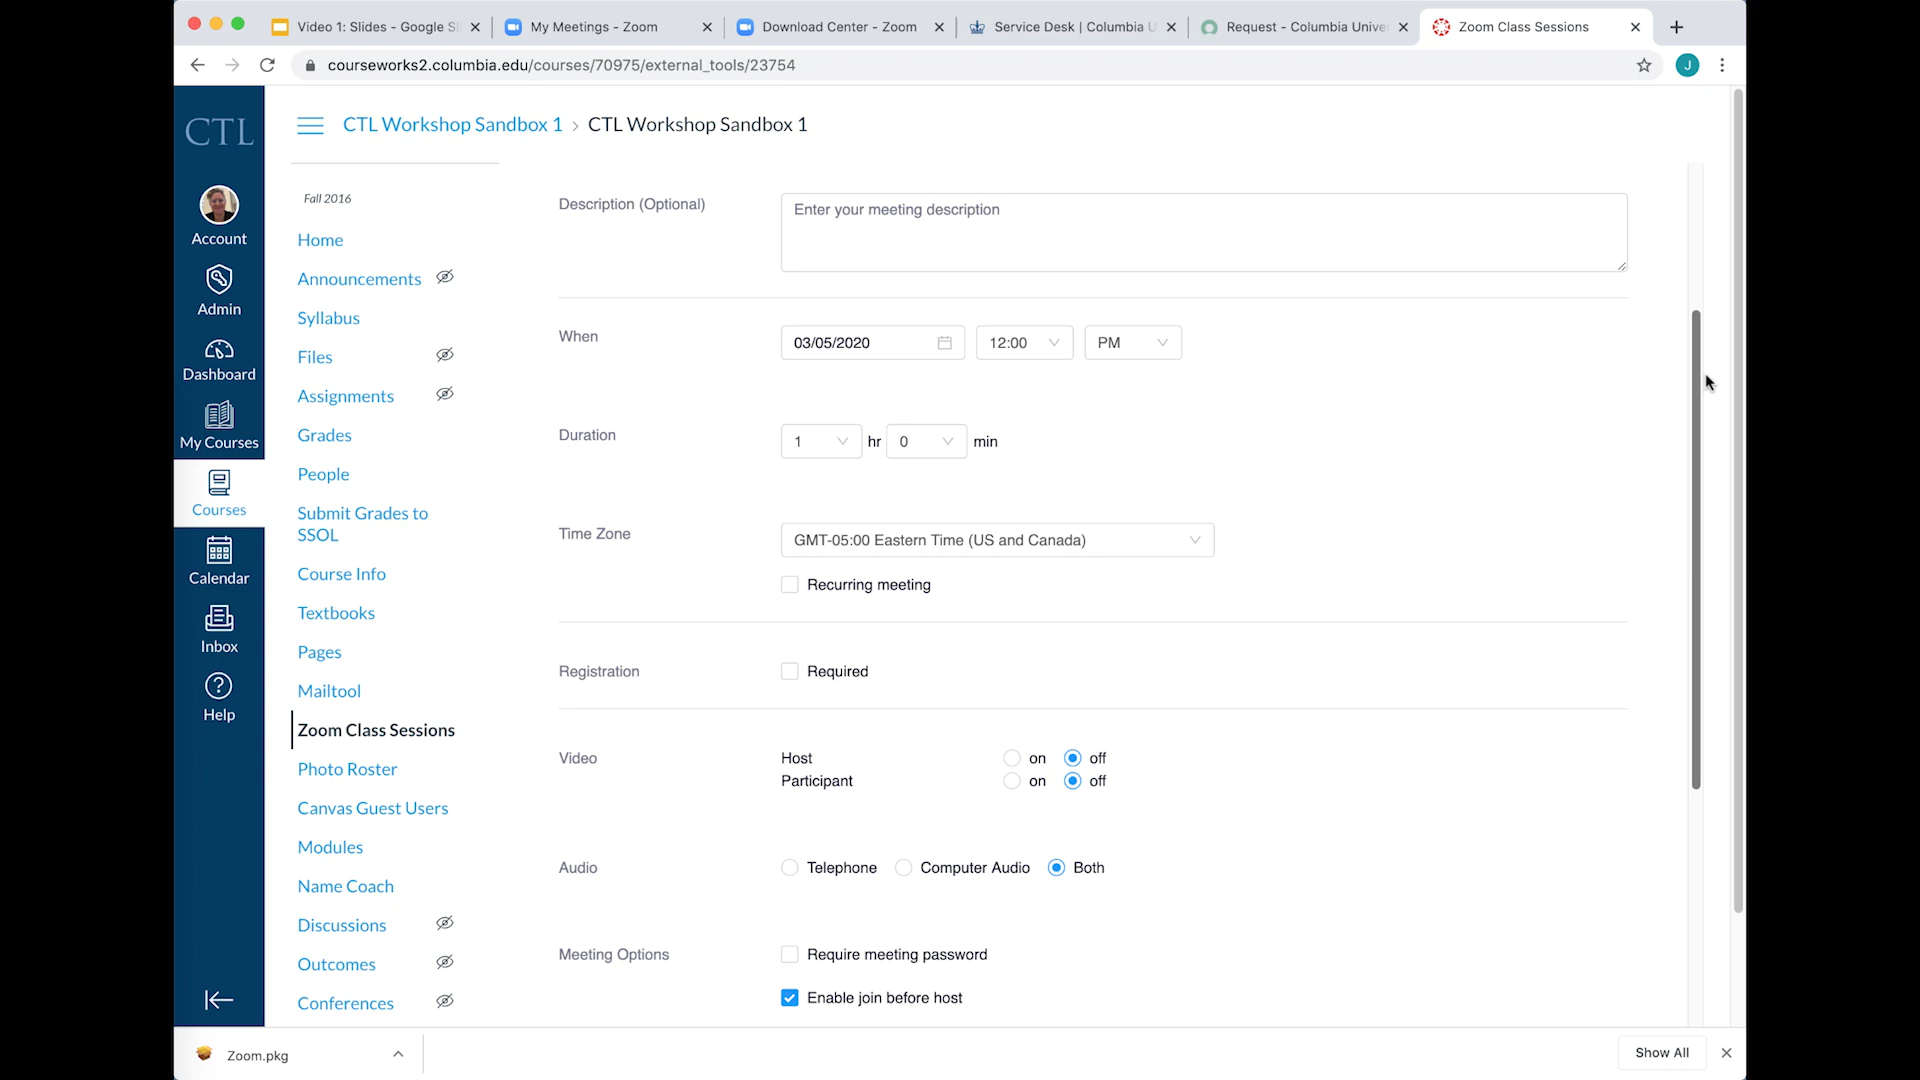 Video 1: Slides - Google Sl
My Meetings - Zoom
Download Center - Zoom
Service Desk | Columbia U
Request - Columbia Unive
Zoom Class Sessions
courseworks2.columbia.edu/courses/70975/external_tools/23754
J
CTL
CTL Workshop Sandbox 1 › CTL Workshop Sandbox 1
Account
Admin
Dashboard
My Courses
Courses
Calendar
Inbox
Help
Fall 2016
Home
Announcements
Syllabus
Files
Assignments
Grades
People
Submit Grades to
SSOL
Course Info
Textbooks
Pages
Mailtool
Zoom Class Sessions
Photo Roster
Canvas Guest Users
Modules
Name Coach
Discussions
Outcomes
Conferences
Description (Optional)
Enter your meeting description
When
03/05/2020 12:00 PM
Duration
1 hr 0 min
Time Zone
GMT-05:00 Eastern Time (US and Canada)
Recurring meeting
Registration
Required
Video
Host on off
Participant on off
Audio
Telephone Computer Audio Both
Meeting Options
Require meeting password
Enable join before host
Zoom.pkg
Show All